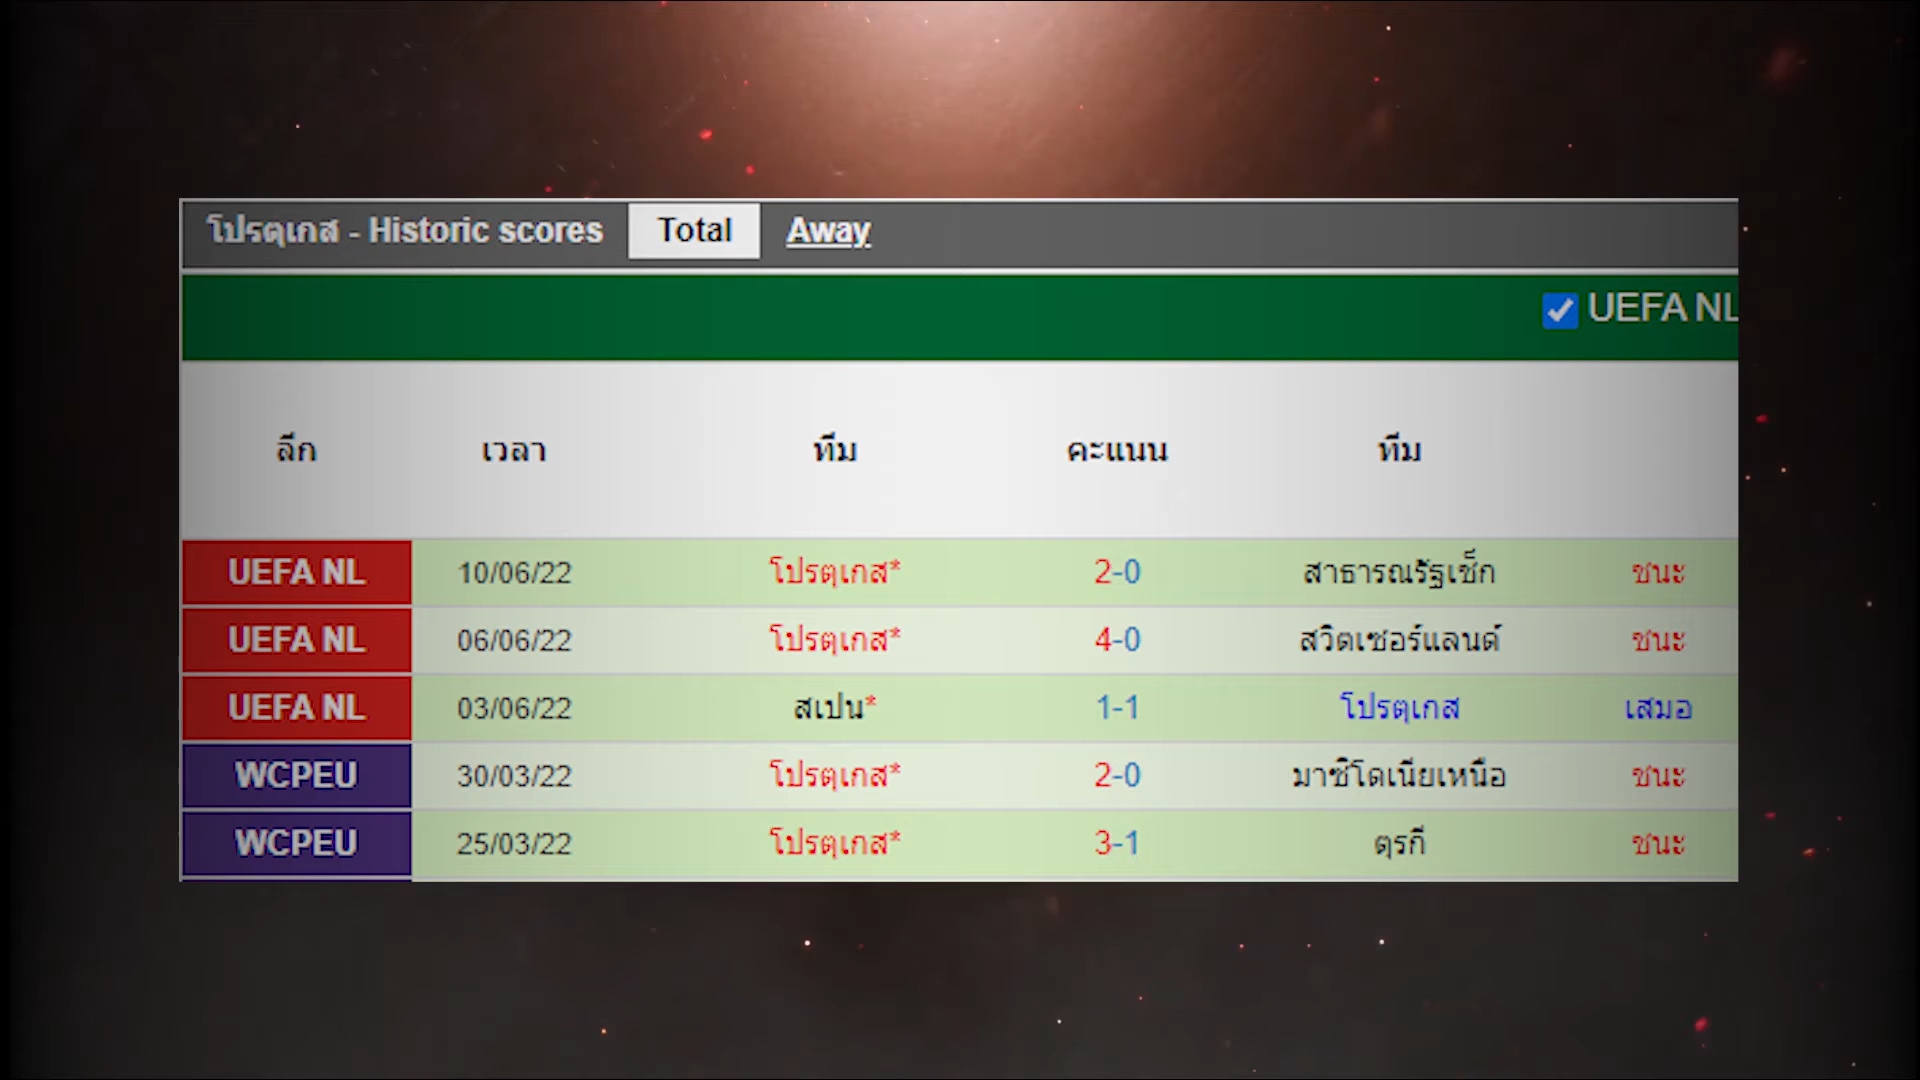 โปรตุเกส - Historic scores Total Away
UEFA NL
ลีก เวลา ทีม คะแนน ทีม
UEFA NL 10/06/22 โปรตุเกส* 2-0 สาธารณรัฐเช็ก ชนะ
UEFA NL 06/06/22 โปรตุเกส* 4-0 สวิตเซอร์แลนด์ ชนะ
UEFA NL 03/06/22 สเปน* 1-1 โปรตุเกส เสมอ
WCPEU 30/03/22 โปรตุเกส* 2-0 มาซิโดเนียเหนือ ชนะ
WCPEU 25/03/22 โปรตุเกส* 3-1 ตุรกี ชนะ